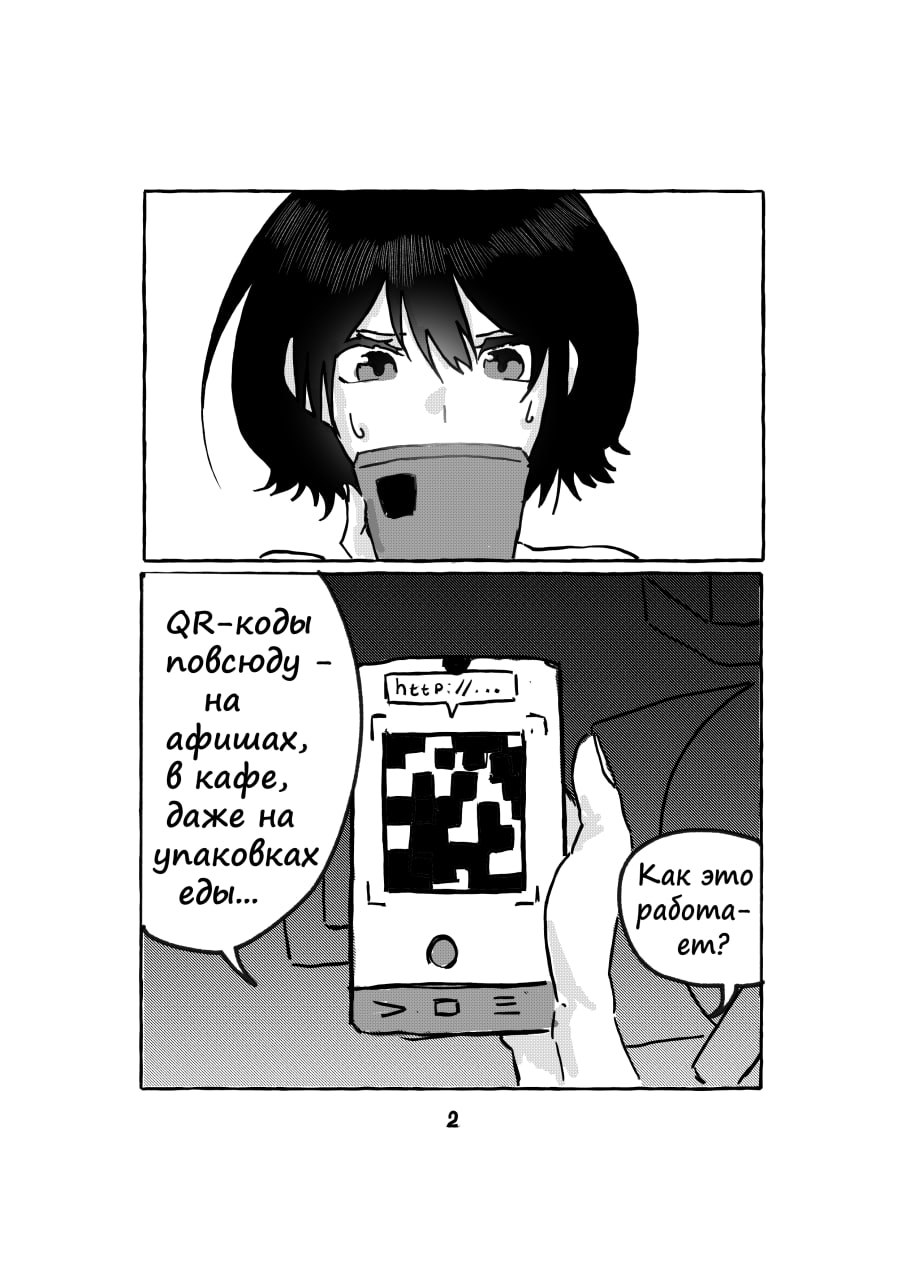 QR-коды
повсюду -
на
афишах,
в кафе,
даже на
упаковках
еды...
http://...
Как это
работа-
ет?
2